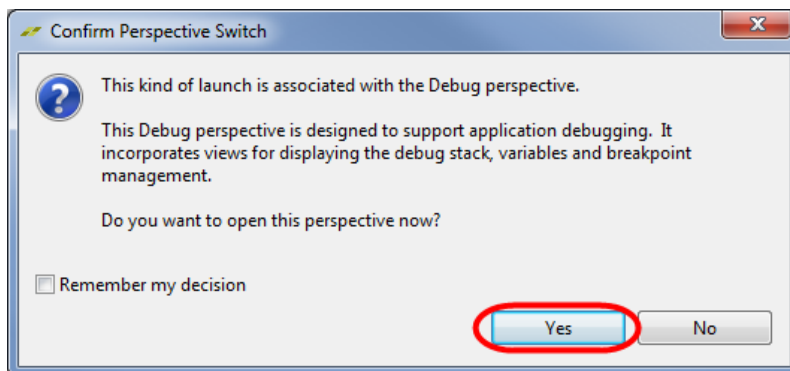 Confirm Perspective Switch
This kind of launch is associated with the Debug perspective.
This Debug perspective is designed to support application debugging. It
incorporates views for displaying the debug stack, variables and breakpoint
management.
Do you want to open this perspective now?
Remember my decision
Yes No